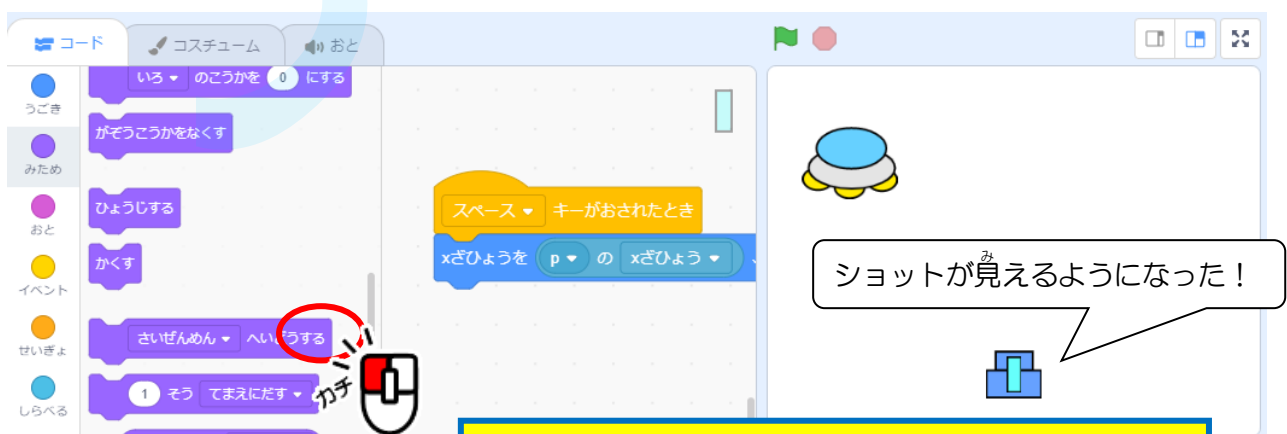 コード
コスチューム
おと
うごき
みため
おと
イベント
せいぎょ
しらべる
いろ のこうかを 0 にする
がぞうこうかをなくす
ひょうじする
かくす
さいぜんめん へいどうする
1 そう てまえにだす
カチ
スペース キーがおされたとき
xざひょうを p の xざひょう
ショットが見えるようになった！
み